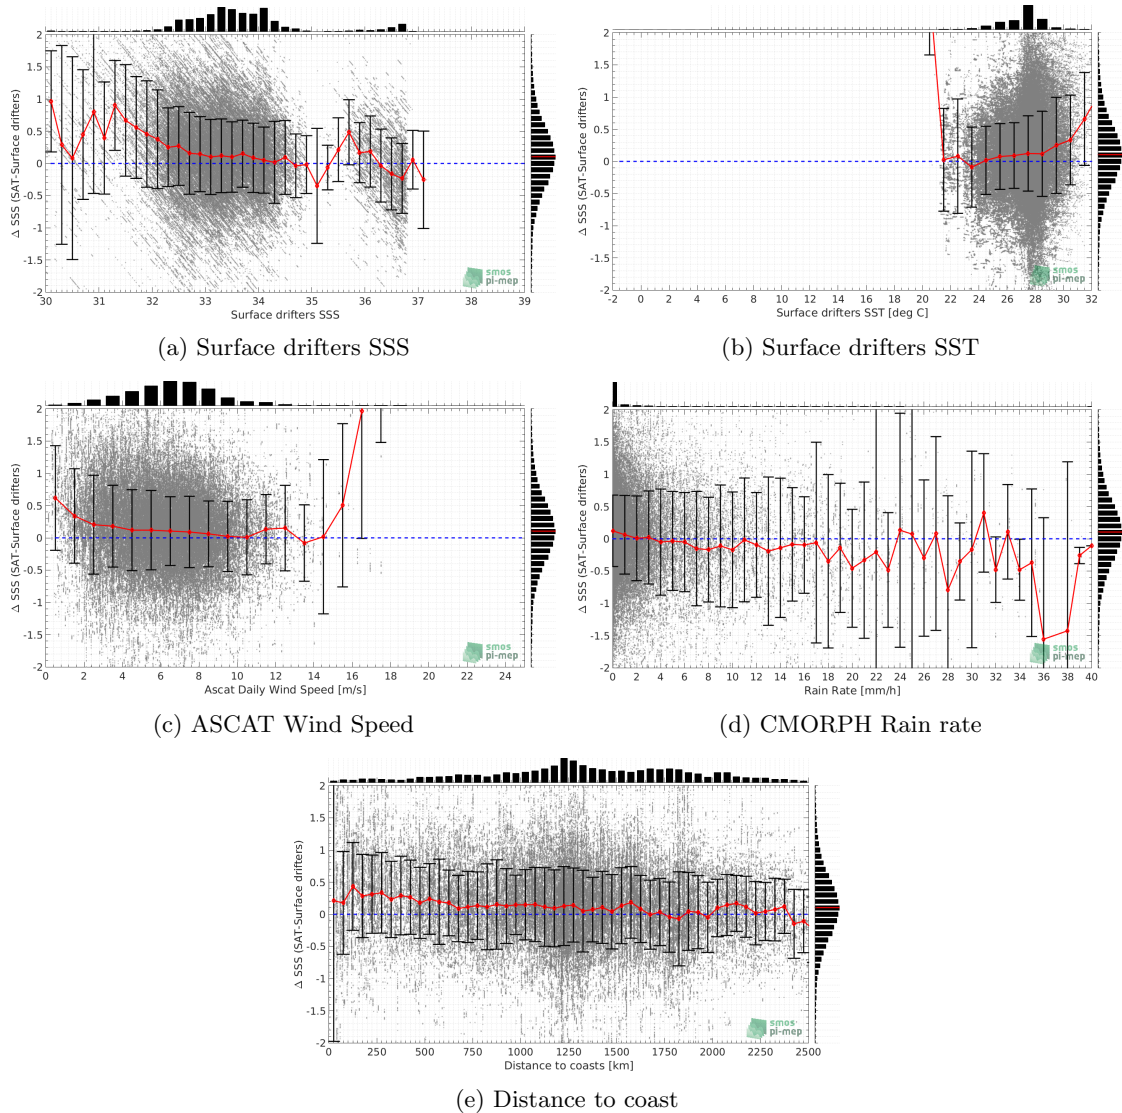 2
1.5
1
0.5
0
-0.5
-1
-1.5
-2
Δ SSS (SAT-Surface drifters)
30 31 32 33 34 35 36 37 38 39
Surface drifters SSS
smos
pi-mep
(a) Surface drifters SSS
2
1.5
1
0.5
0
-0.5
-1
-1.5
-2
Δ SSS (SAT-Surface drifters)
-2 0 2 4 6 8 10 12 14 16 18 20 22 24 26 28 30 32
Surface drifters SST [deg C]
smos
pi-mep
(b) Surface drifters SST
2
1.5
1
0.5
0
-0.5
-1
-1.5
-2
Δ SSS (SAT-Surface drifters)
0 2 4 6 8 10 12 14 16 18 20 22 24
Ascat Daily Wind Speed [m/s]
smos
pi-mep
(c) ASCAT Wind Speed
2
1.5
1
0.5
0
-0.5
-1
-1.5
-2
Δ SSS (SAT-Surface drifters)
0 2 4 6 8 10 12 14 16 18 20 22 24 26 28 30 32 34 36 38 40
Rain Rate [mm/h]
smos
pi-mep
(d) CMORPH Rain rate
2
1.5
1
0.5
0
-0.5
-1
-1.5
-2
Δ SSS (SAT-Surface drifters)
0 250 500 750 1000 1250 1500 1750 2000 2250 2500
Distance to coasts [km]
smos
pi-mep
(e) Distance to coast